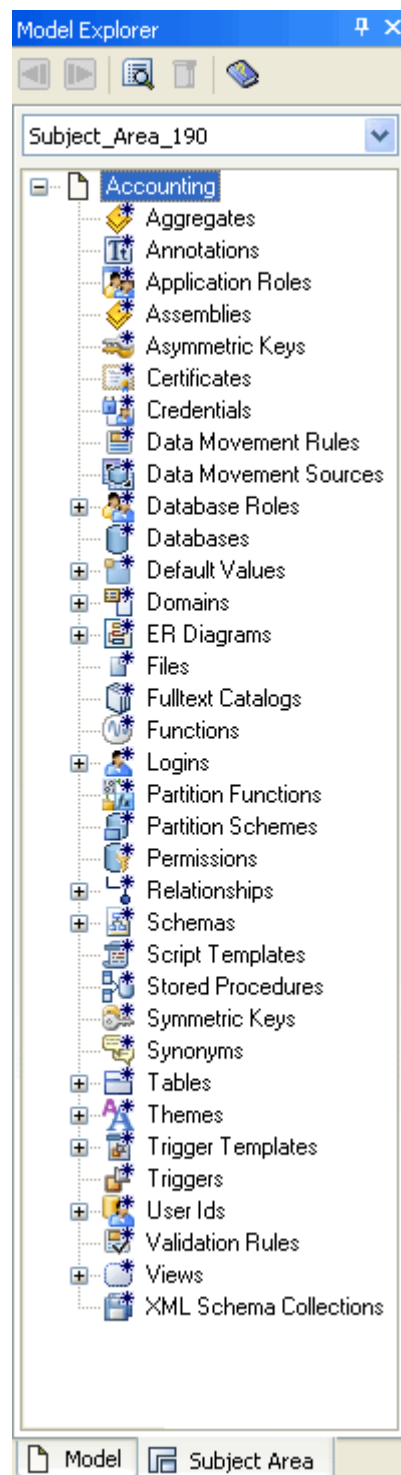 Model Explorer
Subject_Area_190
Accounting
Aggregates
Annotations
Application Roles
Assemblies
Asymmetric Keys
Certificates
Credentials
Data Movement Rules
Data Movement Sources
Database Roles
Databases
Default Values
Domains
ER Diagrams
Files
Fulltext Catalogs
Functions
Logins
Partition Functions
Partition Schemes
Permissions
Relationships
Schemas
Script Templates
Stored Procedures
Symmetric Keys
Synonyms
Tables
Themes
Trigger Templates
Triggers
User Ids
Validation Rules
Views
XML Schema Collections
Model Subject Area